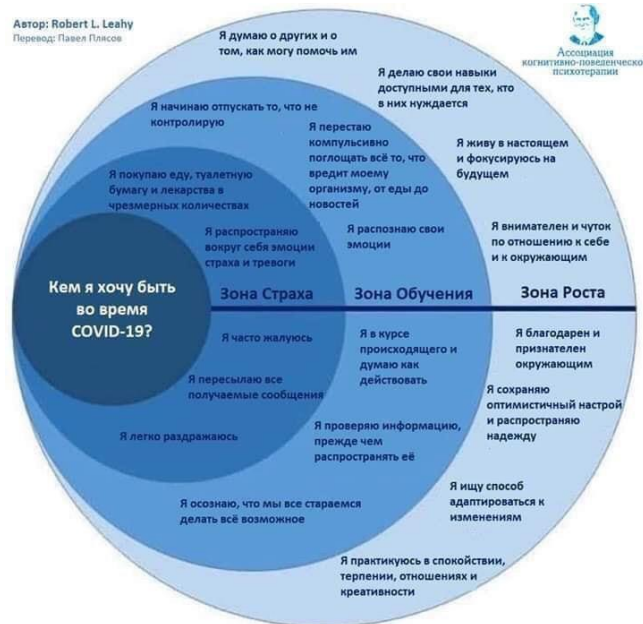 Автор: Robert L. Leahy
Перевод: Павел Плясов
Ассоциация
когнитивно-поведенческо
психотерапии
Я думаю о других и о
том, как могу помочь им
Я делаю свои навыки
доступными для тех, кто
в них нуждается
Я начинаю отпускать то, что не
контролирую
Я перестаю
компульсивно
поглощать всё то, что
вредит моему
организму, от еды до
новостей
Я живу в настоящем
и фокусируюсь на
будущем
Я покупаю еду, туалетную
бумагу и лекарства в
чрезмерных количествах
Я распространяю
вокруг себя эмоции
страха и тревоги
Я распознаю свои
эмоции
Я внимателен и чуток
по отношению к себе
и к окружающим
Кем я хочу быть
во время
COVID-19?
Зона Страха
Зона Обучения
Зона Роста
Я часто жалуюсь
Я в курсе
происходящего и
думаю как
действовать
Я благодарен и
признателен
окружающим
Я пересылаю все
получаемые сообщения
Я сохраняю
оптимистичный настрой
и распространяю
надежду
Я легко раздражаюсь
Я проверяю информацию,
прежде чем
распространять её
Я осознаю, что мы все стараемся
делать всё возможное
Я ищу способ
адаптироваться к
изменениям
Я практикуюсь в спокойствии,
терпении, отношениях и
креативности